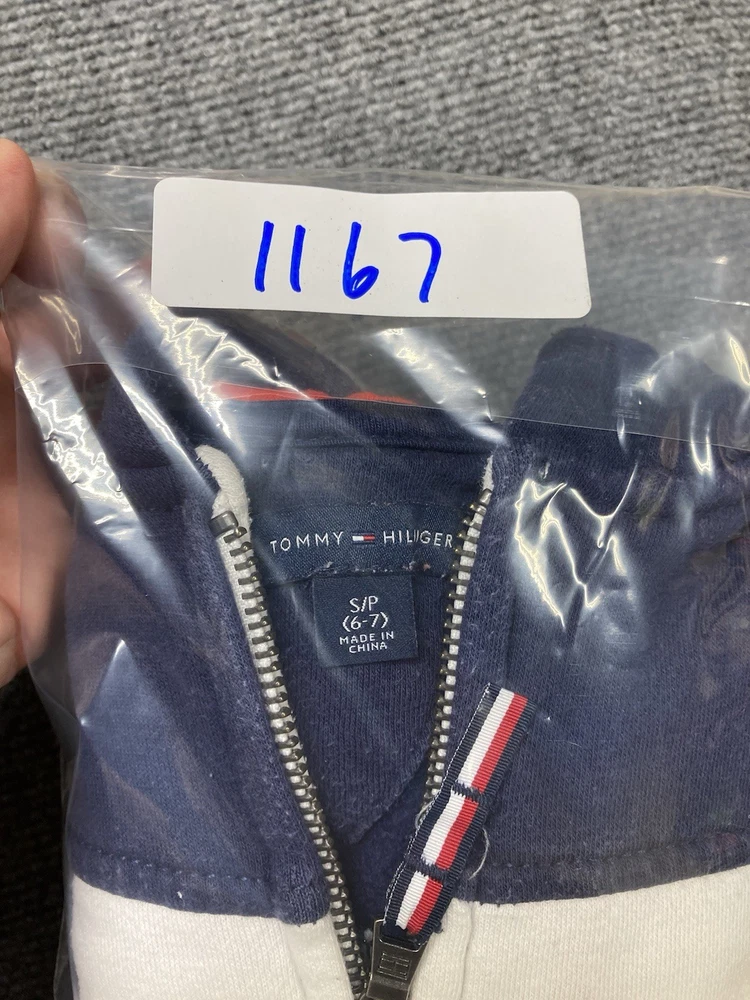 1167
TOMMY HILFIGER
S/P
(6-7)
MADE IN
CHINA